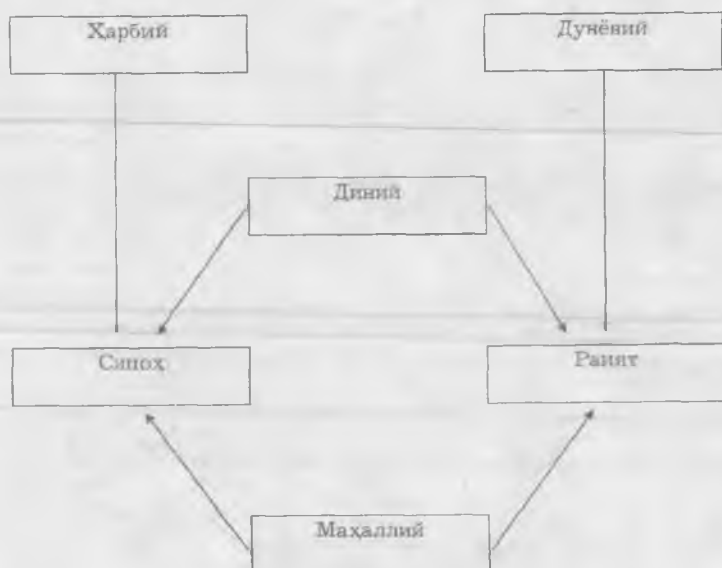 Ҳарбий
Дунёвий
Диний
Сипоҳ
Раият
Маҳаллий